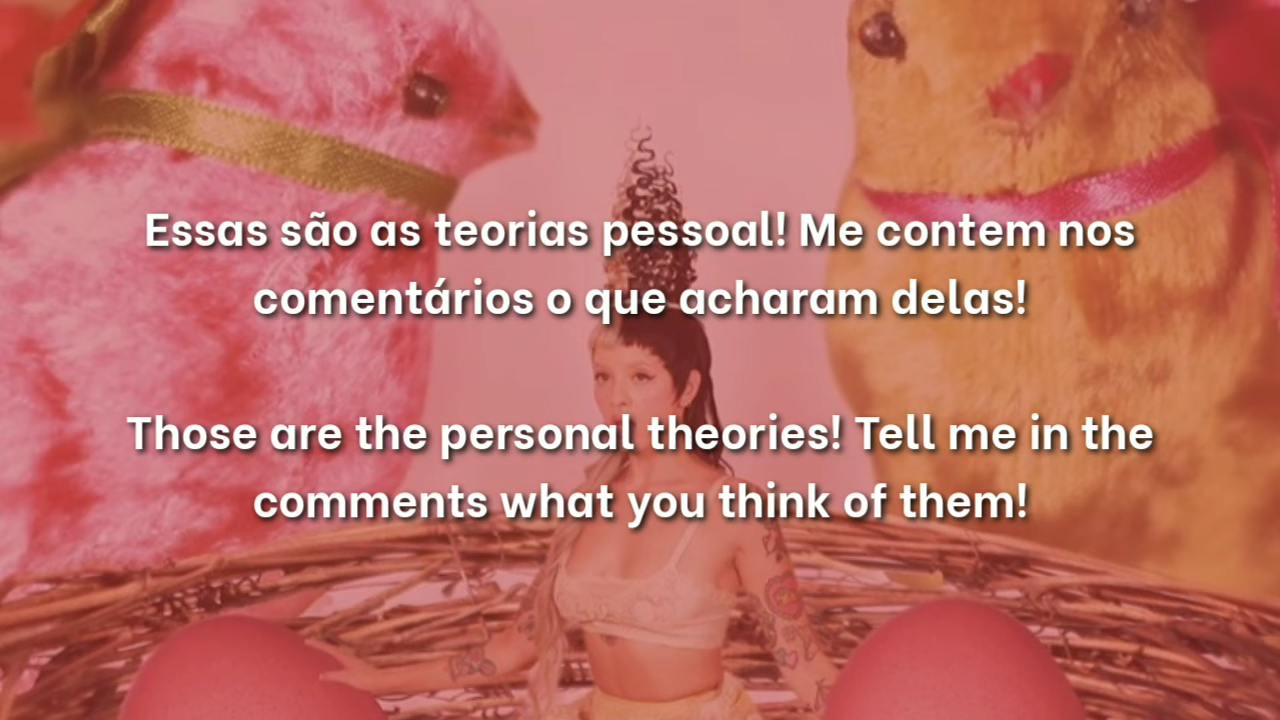 Essas são as teorias pessoal! Me contem nos
comentários o que acharam delas!
Those are the personal theories! Tell me in the
comments what you think of them!